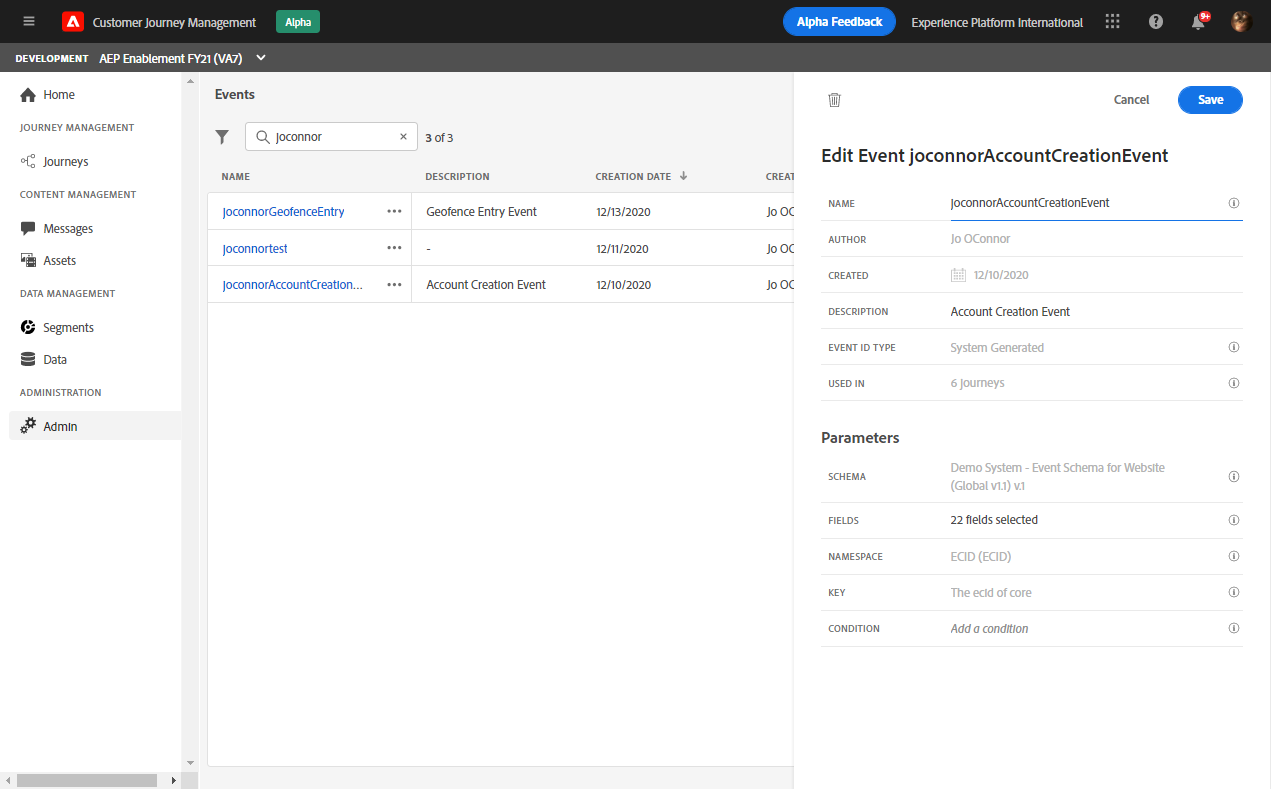 Customer Journey Management
Alpha
Alpha Feedback
Experience Platform International
9+
DEVELOPMENT
AEP Enablement FY21 (VA7)
Home
JOURNEY MANAGEMENT
Journeys
CONTENT MANAGEMENT
Messages
Assets
DATA MANAGEMENT
Segments
Data
ADMINISTRATION
Admin
Events
joconnor
3 of 3
NAME DESCRIPTION CREATION DATE CREAT
joconnorGeofenceEntry ••• Geofence Entry Event 12/13/2020 Jo OC
joconnortest ••• - 12/11/2020 Jo OC
joconnorAccountCreation... ••• Account Creation Event 12/10/2020 Jo OC
Cancel
Save
Edit Event joconnorAccountCreationEvent
NAME joconnorAccountCreationEvent
AUTHOR Jo OConnor
CREATED 12/10/2020
DESCRIPTION Account Creation Event
EVENT ID TYPE System Generated
USED IN 6 journeys
Parameters
SCHEMA Demo System - Event Schema for Website
(Global v1.1) v.1
FIELDS 22 fields selected
NAMESPACE ECID (ECID)
KEY The ecid of core
CONDITION Add a condition